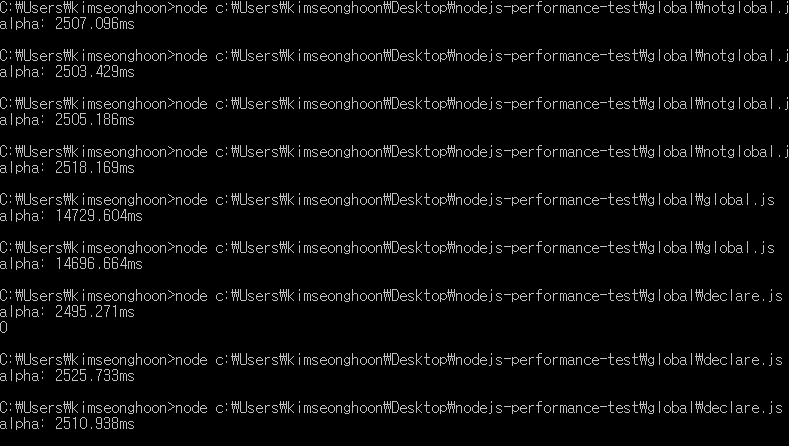 C:₩Users₩kimseonghoon>node c:₩Users₩kimseonghoon₩Desktop₩nodejs-performance-test₩global₩notglobal.j
alpha: 2507.096ms
C:₩Users₩kimseonghoon>node c:₩Users₩kimseonghoon₩Desktop₩nodejs-performance-test₩global₩notglobal.j
alpha: 2503.429ms
C:₩Users₩kimseonghoon>node c:₩Users₩kimseonghoon₩Desktop₩nodejs-performance-test₩global₩notglobal.j
alpha: 2505.186ms
C:₩Users₩kimseonghoon>node c:₩Users₩kimseonghoon₩Desktop₩nodejs-performance-test₩global₩notglobal.j
alpha: 2518.169ms
C:₩Users₩kimseonghoon>node c:₩Users₩kimseonghoon₩Desktop₩nodejs-performance-test₩global₩global.js
alpha: 14729.604ms
C:₩Users₩kimseonghoon>node c:₩Users₩kimseonghoon₩Desktop₩nodejs-performance-test₩global₩global.js
alpha: 14696.664ms
C:₩Users₩kimseonghoon>node c:₩Users₩kimseonghoon₩Desktop₩nodejs-performance-test₩global₩declare.js
alpha: 2495.271ms
0
C:₩Users₩kimseonghoon>node c:₩Users₩kimseonghoon₩Desktop₩nodejs-performance-test₩global₩declare.js
alpha: 2525.733ms
C:₩Users₩kimseonghoon>node c:₩Users₩kimseonghoon₩Desktop₩nodejs-performance-test₩global₩declare.js
alpha: 2510.938ms